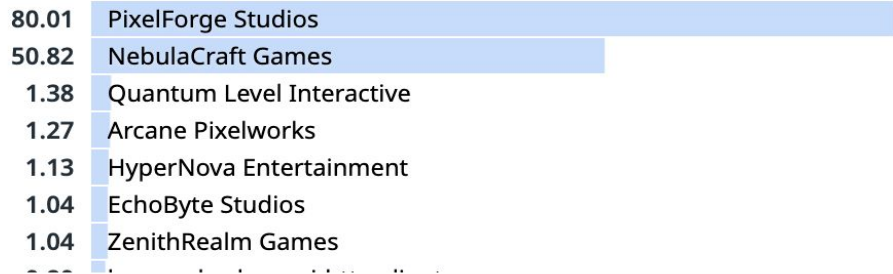 80.01 PixelForge Studios
50.82 NebulaCraft Games
1.38 Quantum Level Interactive
1.27 Arcane Pixelworks
1.13 HyperNova Entertainment
1.04 EchoByte Studios
1.04 ZenithRealm Games